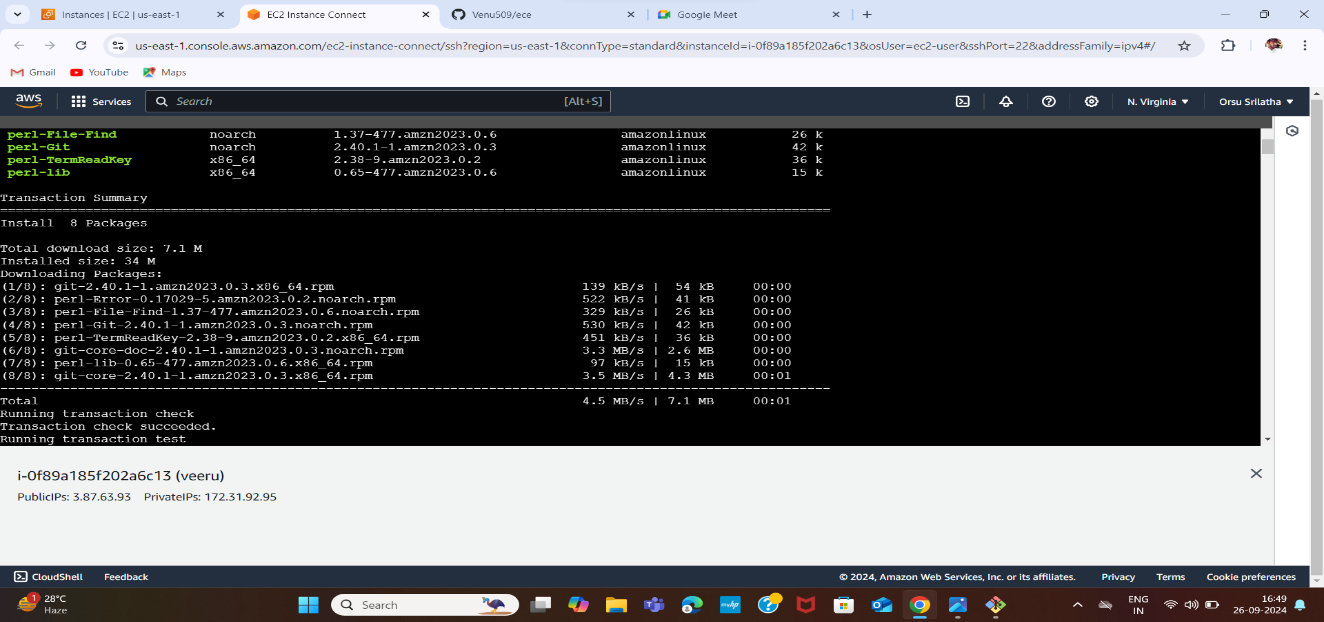 Instances | EC2 | us-east-1
EC2 Instance Connect
Venu509/ece
Google Meet
us-east-1.console.aws.amazon.com/ec2-instance-connect/ssh?region=us-east-1&connType=standard&instanceId=i-0f89a185f202a6c13&osUser=ec2-user&sshPort=22&addressFamily=ipv4#/
Gmail YouTube Maps
aws Services Search [Alt+S] N. Virginia Orsu Srilatha
perl-File-Find noarch 1.37-477.amzn2023.0.6 amazonlinux 26 k
perl-Git noarch 2.40.1-1.amzn2023.0.3 amazonlinux 42 k
perl-TermReadKey x86_64 2.38-9.amzn2023.0.2 amazonlinux 36 k
perl-lib x86_64 0.65-477.amzn2023.0.6 amazonlinux 15 k
Transaction Summary
Install 8 Packages
Total download size: 7.1 M
Installed size: 34 M
Downloading Packages:
(1/8): git-2.40.1-1.amzn2023.0.3.x86_64.rpm 139 kB/s | 54 kB 00:00
(2/8): perl-Error-0.17029-5.amzn2023.0.2.noarch.rpm 522 kB/s | 41 kB 00:00
(3/8): perl-File-Find-1.37-477.amzn2023.0.6.noarch.rpm 329 kB/s | 26 kB 00:00
(4/8): perl-Git-2.40.1-1.amzn2023.0.3.noarch.rpm 530 kB/s | 42 kB 00:00
(5/8): perl-TermReadKey-2.38-9.amzn2023.0.2.x86_64.rpm 451 kB/s | 36 kB 00:00
(6/8): git-core-doc-2.40.1-1.amzn2023.0.3.noarch.rpm 3.3 MB/s | 2.6 MB 00:00
(7/8): perl-lib-0.65-477.amzn2023.0.6.x86_64.rpm 97 kB/s | 15 kB 00:00
(8/8): git-core-2.40.1-1.amzn2023.0.3.x86_64.rpm 3.5 MB/s | 4.3 MB 00:01
Total 4.5 MB/s | 7.1 MB 00:01
Running transaction check
Transaction check succeeded.
Running transaction test
i-0f89a185f202a6c13 (veeru)
PublicIPs: 3.87.63.93 PrivateIPs: 172.31.92.95
CloudShell Feedback © 2024, Amazon Web Services, Inc. or its affiliates. Privacy Terms Cookie preferences
1 28°C
Haze
Search
myhp
ENG
IN
16:49
26-09-2024